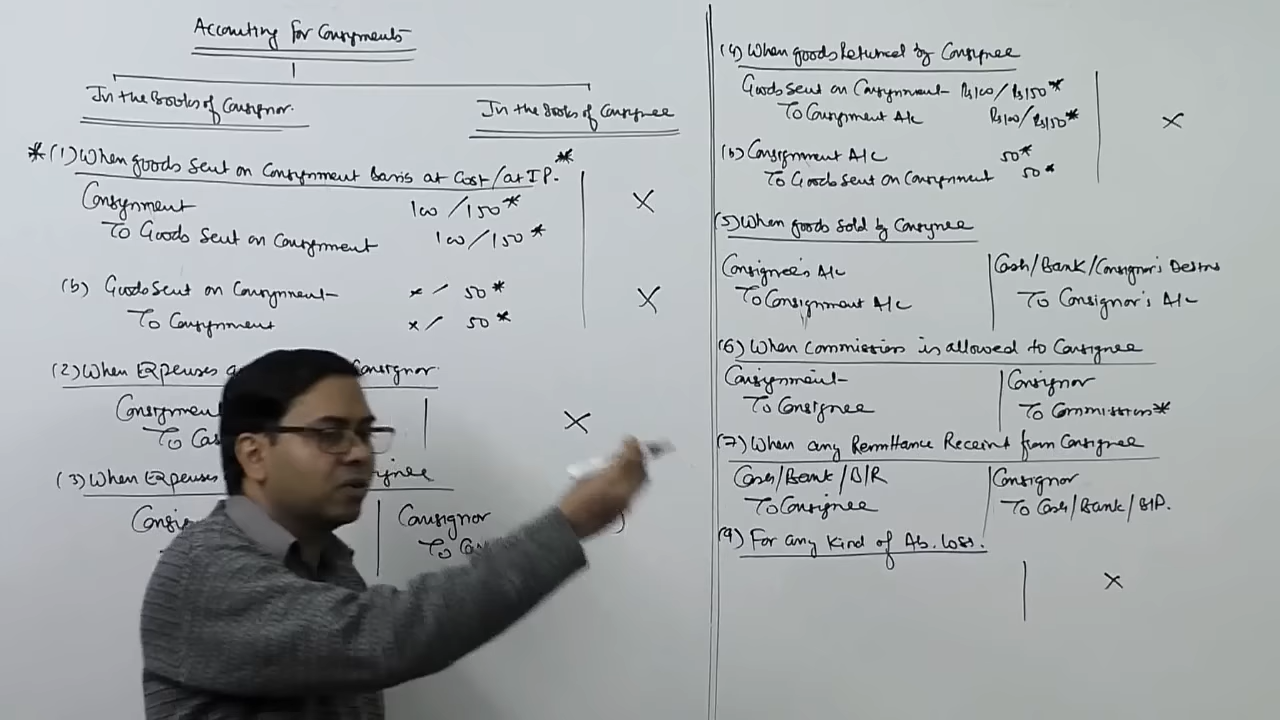 Accounting for Consignments
In the Books of Consignor.
In the Books of Consignee
*(1) When goods sent on Consignment Basis at Cost/at IP.*
Consignment 100/150*
To Goods Sent on Consignment 100/150*
X
(b) Goods Sent on Consignment x/ 50*
To Consignment x/ 50*
X
(2) When Expenses Consignor.
Consignment
To
X
(3) When Expenses
Consignor
To
(4) When goods Returned by Consignee
Goods Sent on Consignment Rs100/Rs150*
To Consignment A/c Rs100/Rs150*
X
(b) Consignment A/c 50*
To Goods Sent on Consignment 50*
(5) When goods sold by Consignee
Consignee's A/c
To Consignment A/c
Cash/Bank/Consignor's Debtors
To Consignor's A/c
(6) When Commission is allowed to Consignee
Consignment
To Consignee
Consignor
To Commission*
(7) When any Remittance Receipt from Consignee
Cash/Bank/B/R
To Consignee
Consignor
To Cash/Bank/B/P.
(9) For any Kind of Ab. Loss.
X